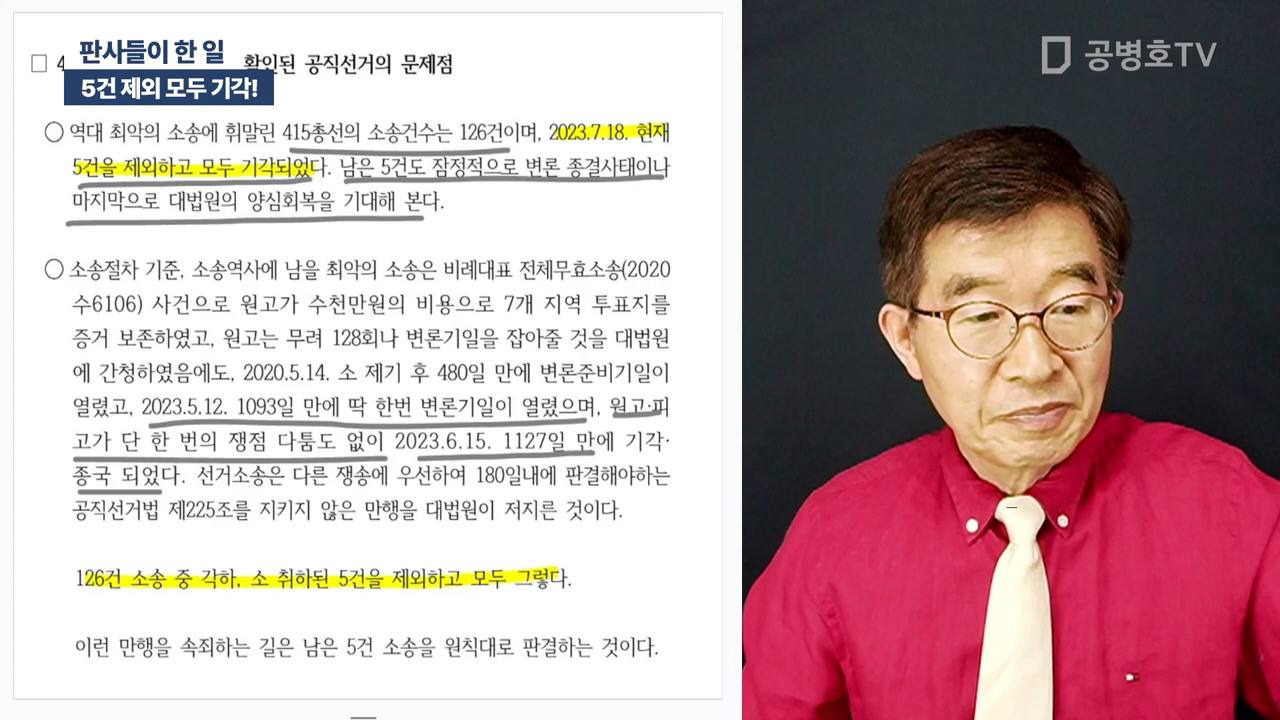 판사들이 한 일
5건 제외 모두 기각!
공병호TV
□ 4 확인된 공직선거의 문제점
○ 역대 최악의 소송에 휘말린 415총선의 소송건수는 126건이며, 2023.7.18. 현재
5건을 제외하고 모두 기각되었다. 남은 5건도 잠정적으로 변론 종결사태이나
마지막으로 대법원의 양심회복을 기대해 본다.
○ 소송절차 기준, 소송역사에 남을 최악의 소송은 비례대표 전체무효소송(2020
수6106) 사건으로 원고가 수천만원의 비용으로 7개 지역 투표지를
증거 보존하였고, 원고는 무려 128회나 변론기일을 잡아줄 것을 대법원
에 간청하였음에도, 2020.5.14. 소 제기 후 480일 만에 변론준비기일이
열렸고, 2023.5.12. 1093일 만에 딱 한번 변론기일이 열렸으며, 원고·피
고가 단 한 번의 쟁점 다툼도 없이 2023.6.15. 1127일 만에 기각·
종국 되었다. 선거소송은 다른 쟁송에 우선하여 180일내에 판결해야하는
공직선거법 제225조를 지키지 않은 만행을 대법원이 저지른 것이다.
126건 소송 중 각하, 소 취하된 5건을 제외하고 모두 그렇다.
이런 만행을 속죄하는 길은 남은 5건 소송을 원칙대로 판결하는 것이다.